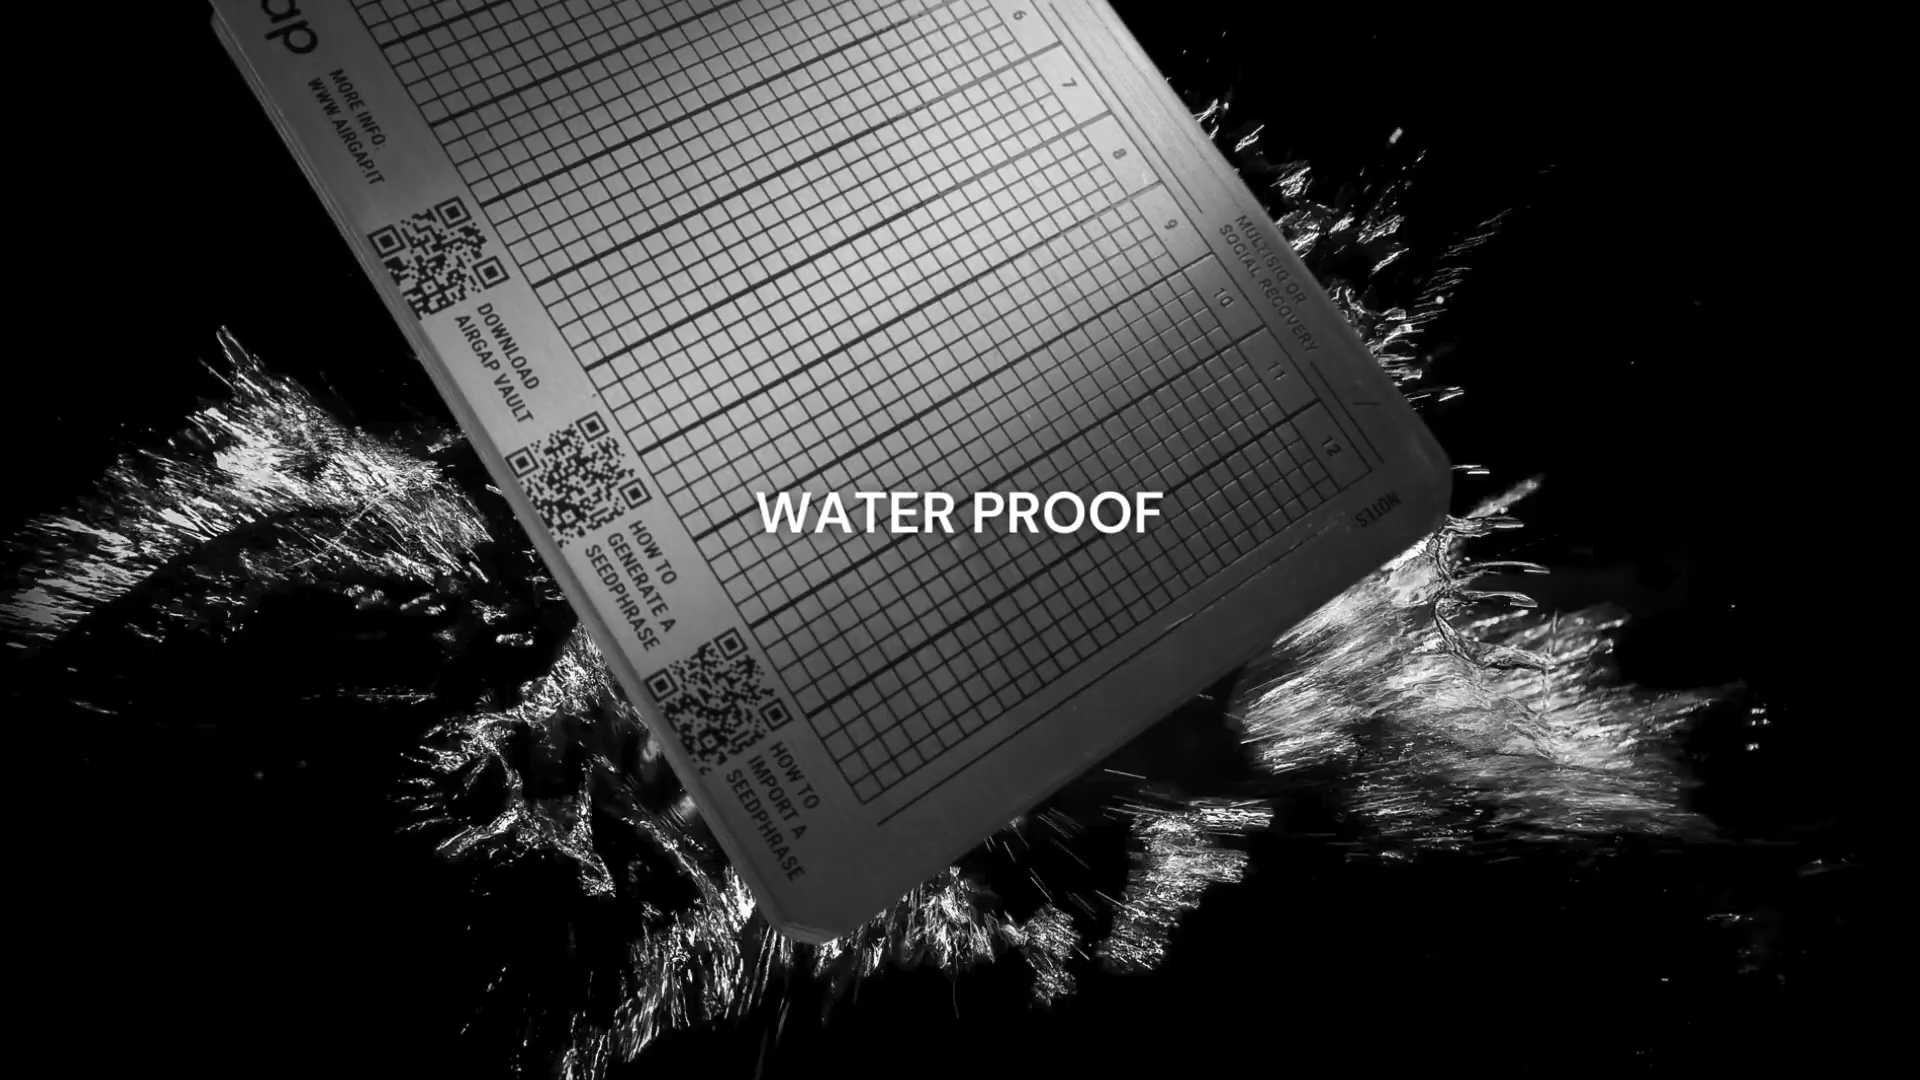 ap
MORE INFO:
WWW.AIRGAP.IT
DOWNLOAD
AIRGAP VAULT
HOW TO
GENERATE A
SEEDPHRASE
HOW TO
IMPORT A
SEEDPHRASE
6
7
8
9
10
11
12
MULTISIG OR
SOCIAL RECOVERY
/
NOTES:
WATER PROOF